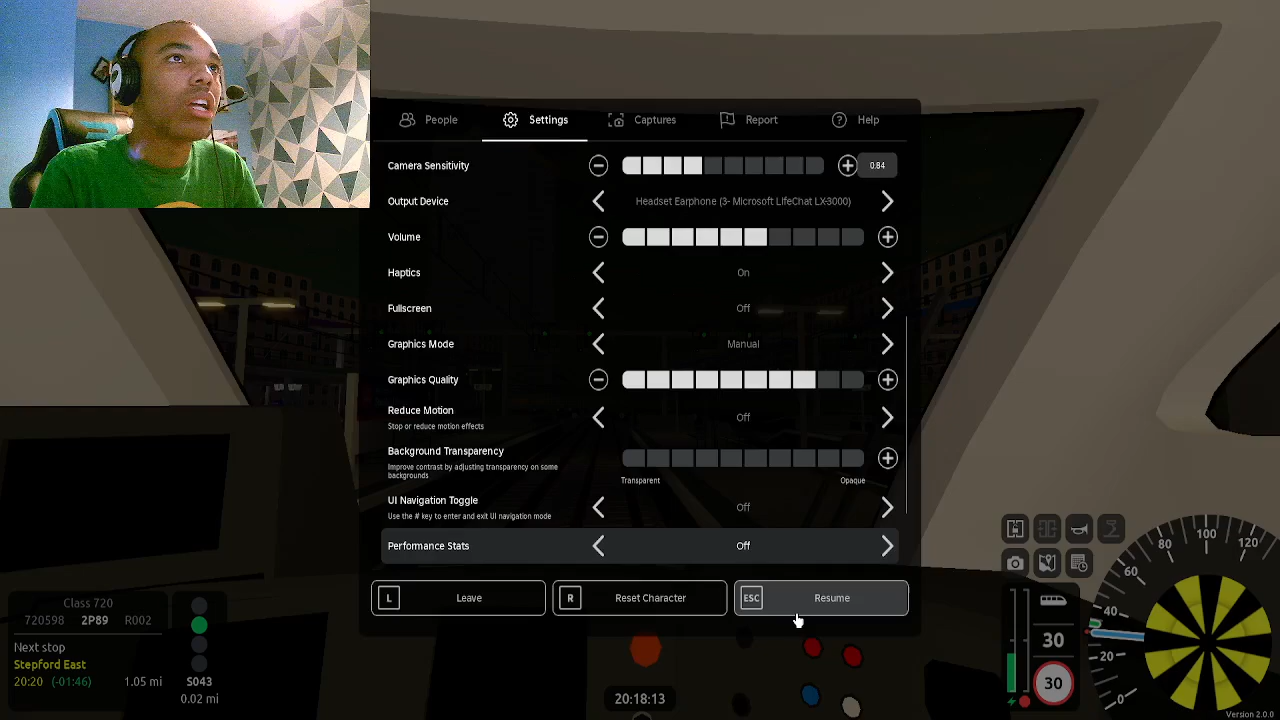 People
Settings
Captures
Report
Help
Camera Sensitivity
0.84
Output Device
Headset Earphone (3- Microsoft LifeChat LX-3000)
Volume
Haptics
On
Fullscreen
Off
Graphics Mode
Manual
Graphics Quality
Reduce Motion
Stop or reduce motion effects
Off
Background Transparency
Improve contrast by adjusting transparency on some
backgrounds
Transparent
Opaque
UI Navigation Toggle
Use the # key to enter and exit UI navigation mode
Off
Performance Stats
Off
L Leave
R Reset Character
ESC Resume
Class 720
720598 2P89 R002
Next stop
Stepford East
20:20 (-01:46) 1.05 mi
S043
0.02 mi
20:18:13
30
30
0
20
40
60
80
100
120
Version 2.0.0